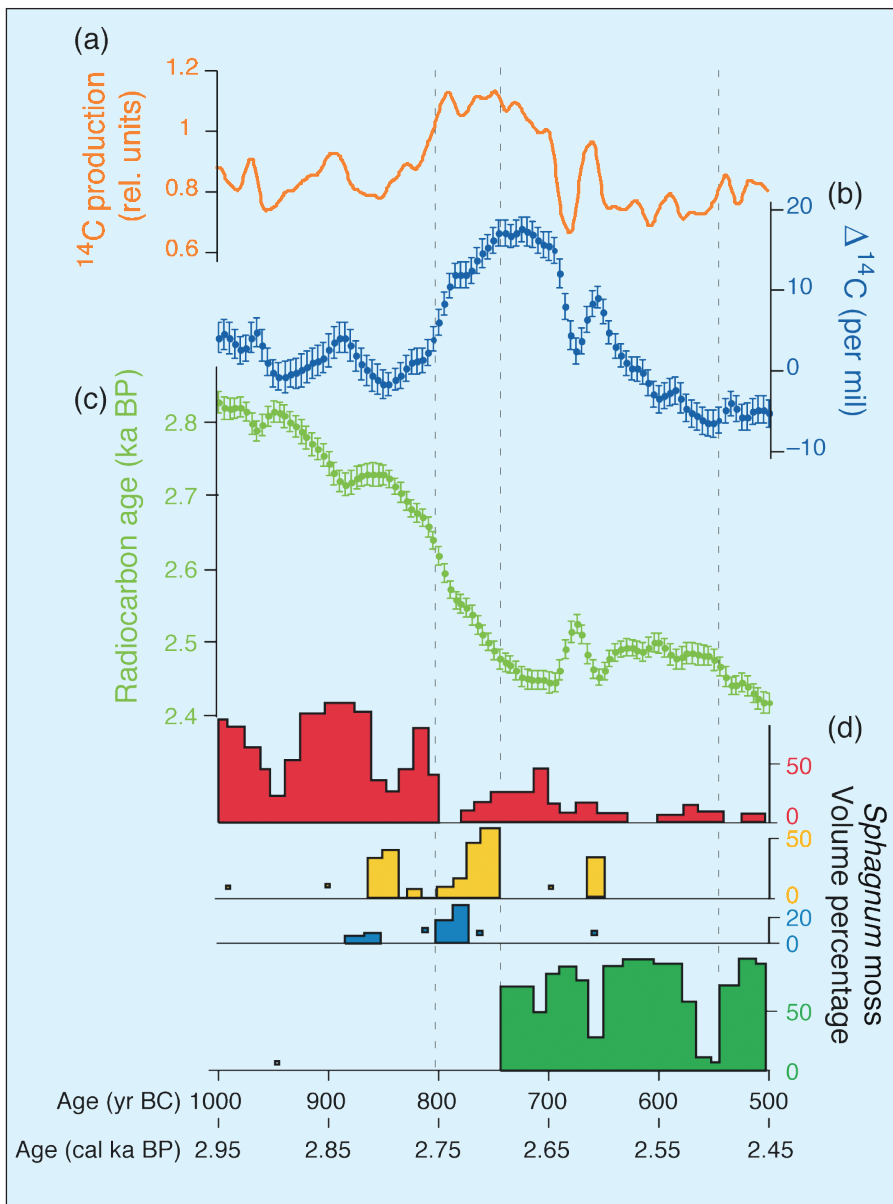 (a)
¹⁴C production
(rel. units)
1.2
1
0.8
0.6
(b)
Δ¹⁴C (per mil)
20
10
0
−10
(c)
Radiocarbon age (ka BP)
2.8
2.7
2.6
2.5
2.4
(d)
Sphagnum moss
Volume percentage
50
0
50
0
20
0
50
0
Age (yr BC) 1000 900 800 700 600 500
Age (cal ka BP) 2.95 2.85 2.75 2.65 2.55 2.45